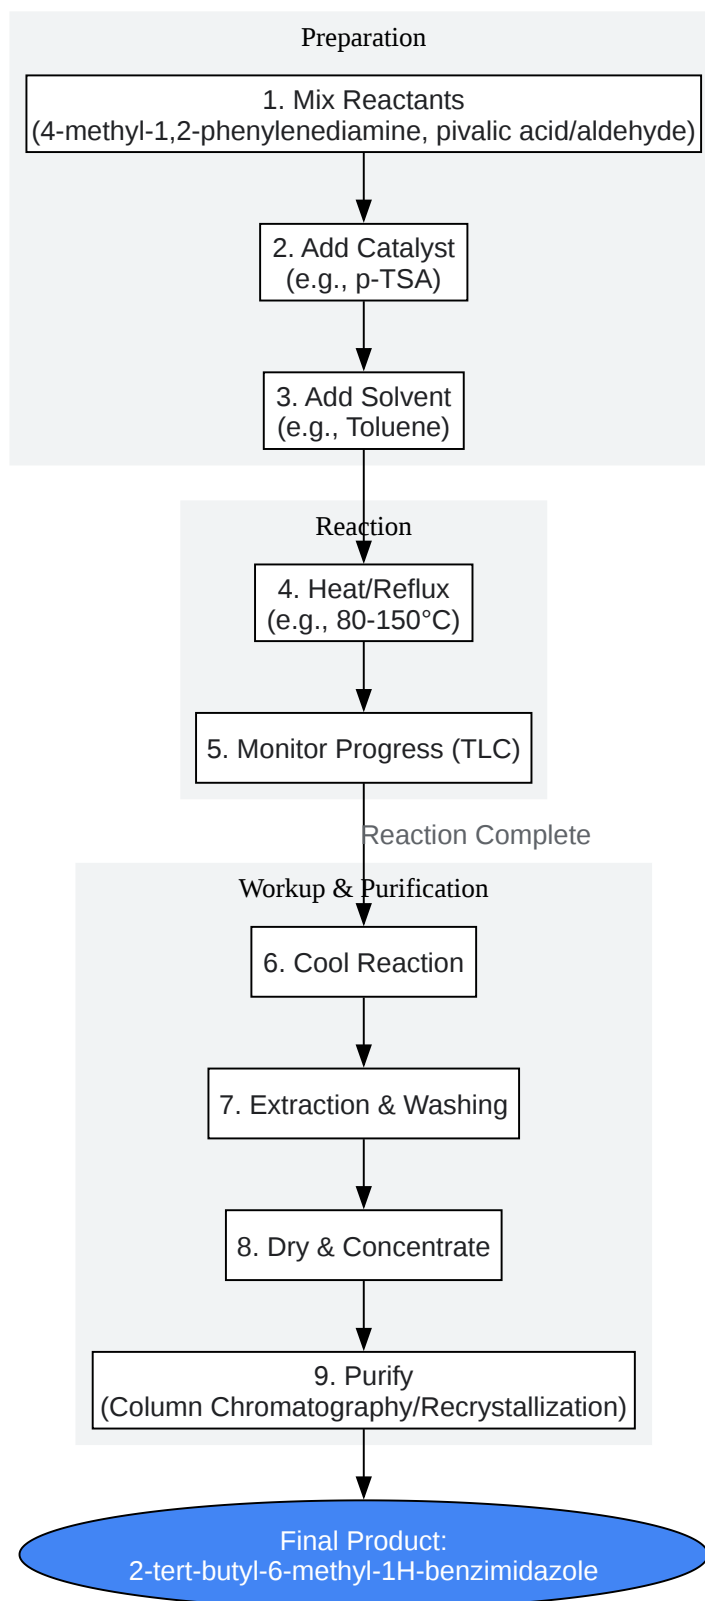 Preparation
1. Mix Reactants
(4-methyl-1,2-phenylenediamine, pivalic acid/aldehyde)
2. Add Catalyst
(e.g., p-TSA)
3. Add Solvent
(e.g., Toluene)
Reaction
4. Heat/Reflux
(e.g., 80-150°C)
5. Monitor Progress (TLC)
Reaction Complete
Workup & Purification
6. Cool Reaction
7. Extraction & Washing
8. Dry & Concentrate
9. Purify
(Column Chromatography/Recrystallization)
Final Product:
2-tert-butyl-6-methyl-1H-benzimidazole